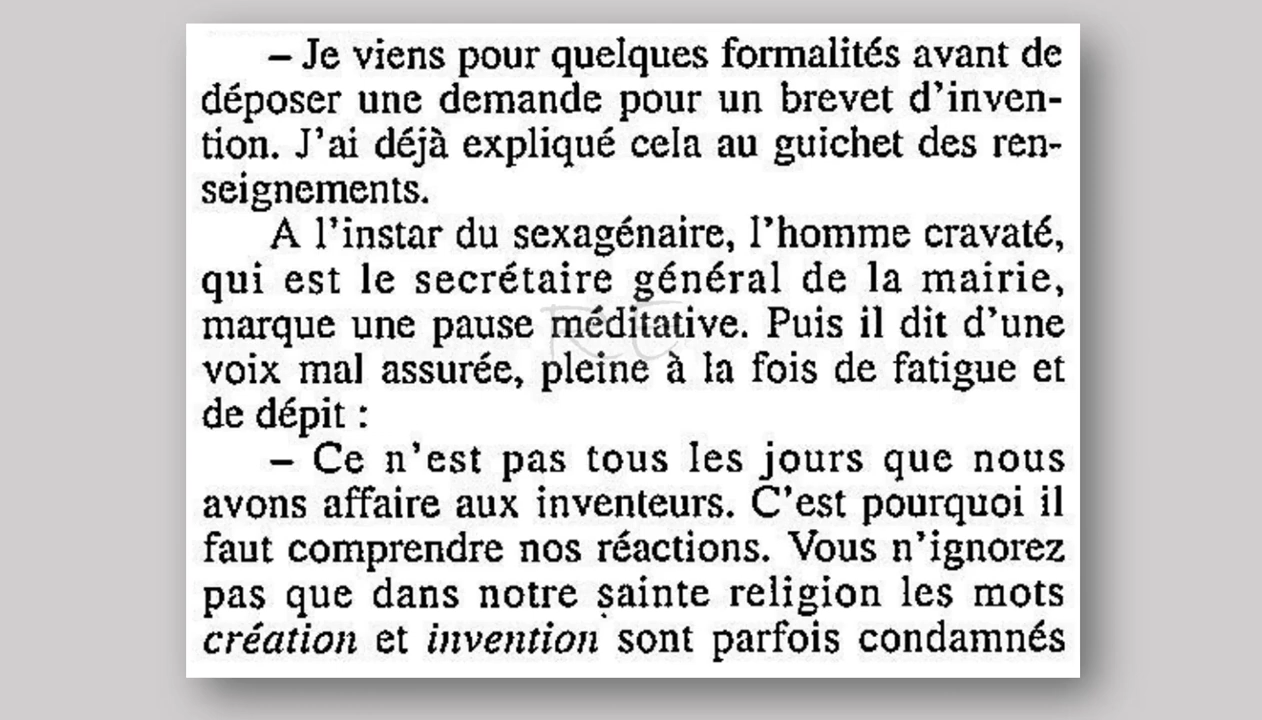 – Je viens pour quelques formalités avant de
déposer une demande pour un brevet d'inven-
tion. J'ai déjà expliqué cela au guichet des ren-
seignements.
A l'instar du sexagénaire, l'homme cravaté,
qui est le secrétaire général de la mairie,
marque une pause méditative. Puis il dit d'une
voix mal assurée, pleine à la fois de fatigue et
de dépit :
– Ce n'est pas tous les jours que nous
avons affaire aux inventeurs. C'est pourquoi il
faut comprendre nos réactions. Vous n'ignorez
pas que dans notre sainte religion les mots
création et invention sont parfois condamnés